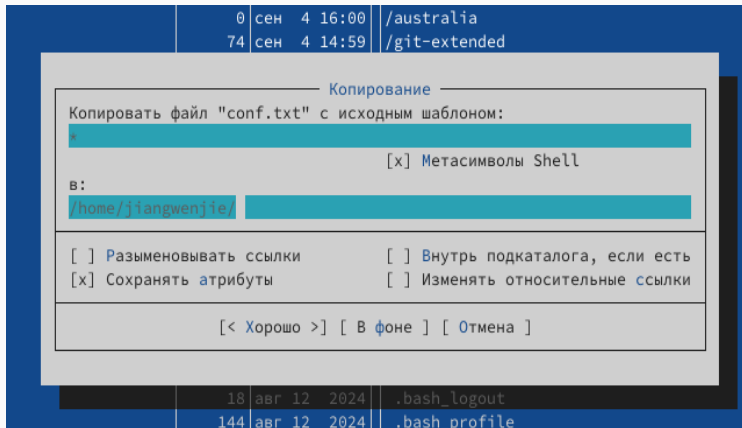 0 сен 4 16:00 /australia
74 сен 4 14:59 /git-extended
Копирование
Копировать файл "conf.txt" с исходным шаблоном:
*
[x] Метасимволы Shell
в:
/home/jiangwenjie/
[ ] Разыменовывать ссылки [ ] Внутрь подкаталога, если есть
[x] Сохранять атрибуты [ ] Изменять относительные ссылки
[< Хорошо >] [ В фоне ] [ Отмена ]
18 авг 12 2024 .bash_logout
144 авг 12 2024 .bash_profile